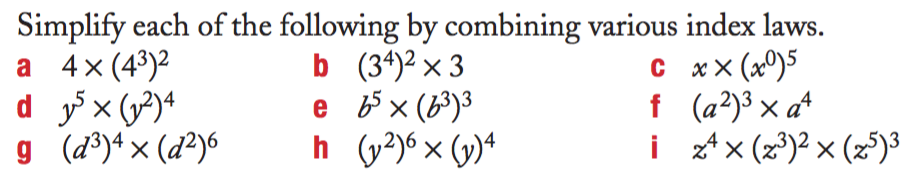 Simplify each of the following by combining various index laws.
a 4 × (4³)² b (3⁴)² × 3 c x × (x⁰)⁵
d y⁵ × (y²)⁴ e b⁵ × (b³)³ f (a²)³ × a⁴
g (d³)⁴ × (d²)⁶ h (y²)⁶ × (y)⁴ i z⁴ × (z³)² × (z⁵)³